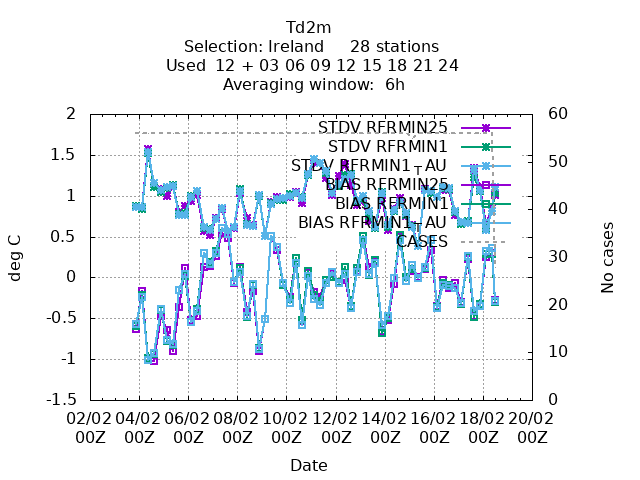 Td2m
Selection: Ireland 28 stations
Used 12 + 03 06 09 12 15 18 21 24
Averaging window: 6h
2
1.5
1
0.5
0
-0.5
-1
-1.5
deg C
60
50
40
30
20
10
0
No cases
STDV RFRMIN25
STDV RFRMIN1
STDV RFRMIN1_AU
BIAS RFRMIN25
BIAS RFRMIN1
BIAS RFRMIN1_AU
CASES
02/02 04/02 06/02 08/02 10/02 12/02 14/02 16/02 18/02 20/02
00Z 00Z 00Z 00Z 00Z 00Z 00Z 00Z 00Z 00Z
Date